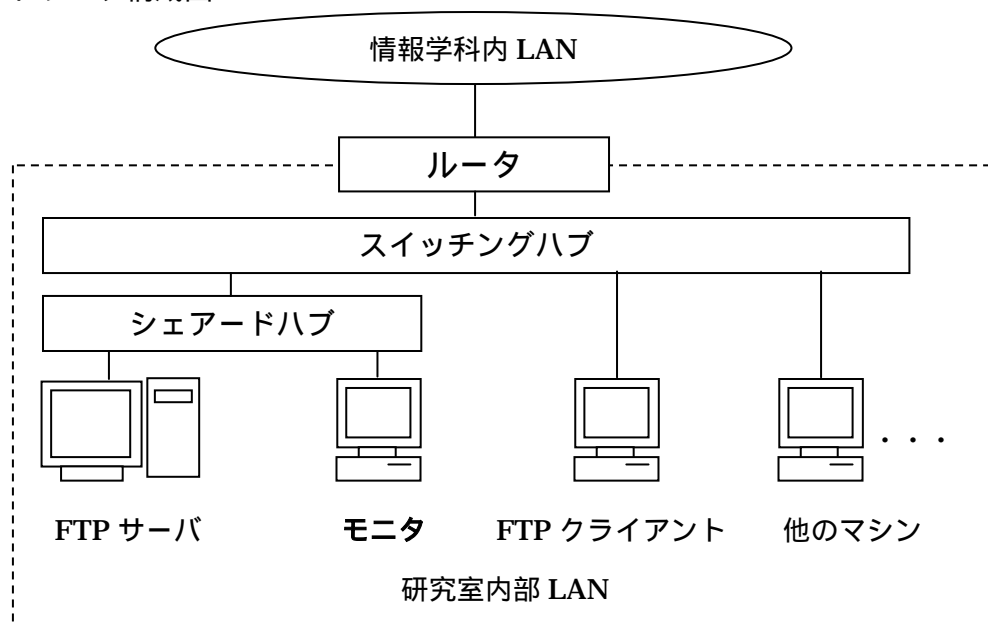 情報学科内 LAN
ルータ
スイッチングハブ
シェアードハブ
・・・
FTP サーバ
モニタ
FTP クライアント
他のマシン
研究室内部 LAN